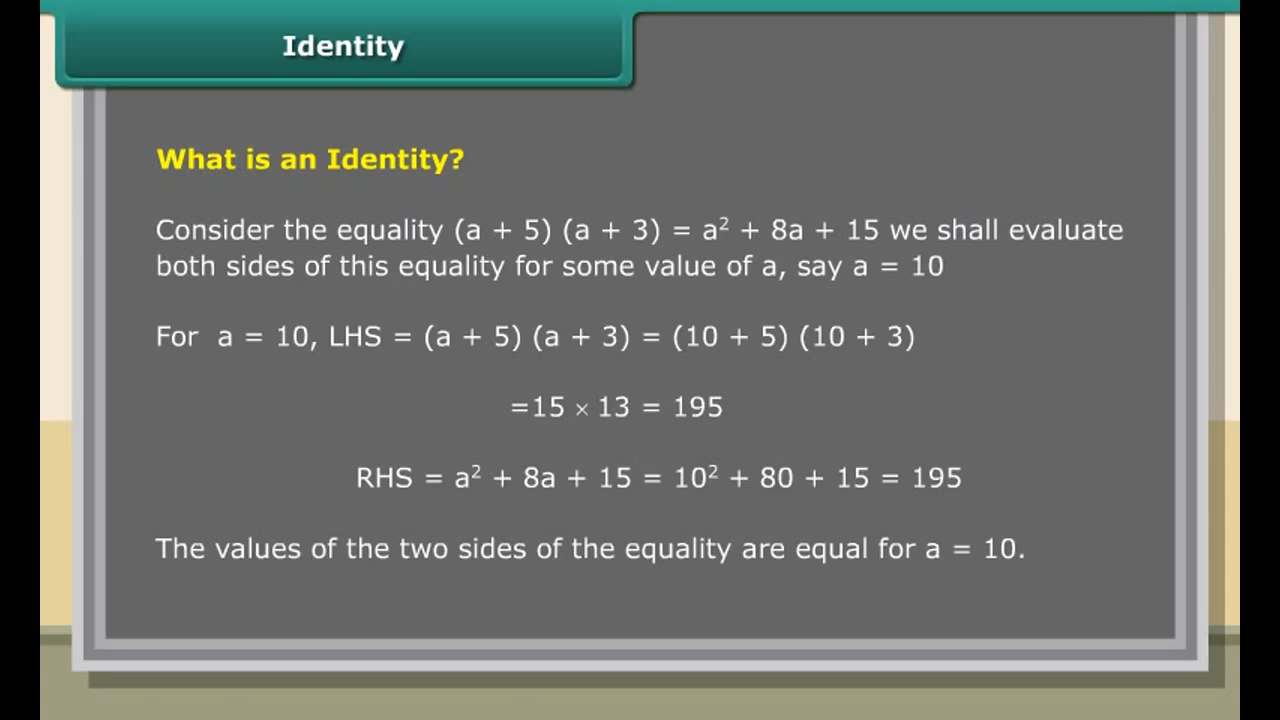 Identity
What is an Identity?
Consider the equality (a + 5) (a + 3) = a² + 8a + 15 we shall evaluate
both sides of this equality for some value of a, say a = 10
For a = 10, LHS = (a + 5) (a + 3) = (10 + 5) (10 + 3)
=15 × 13 = 195
RHS = a² + 8a + 15 = 10² + 80 + 15 = 195
The values of the two sides of the equality are equal for a = 10.